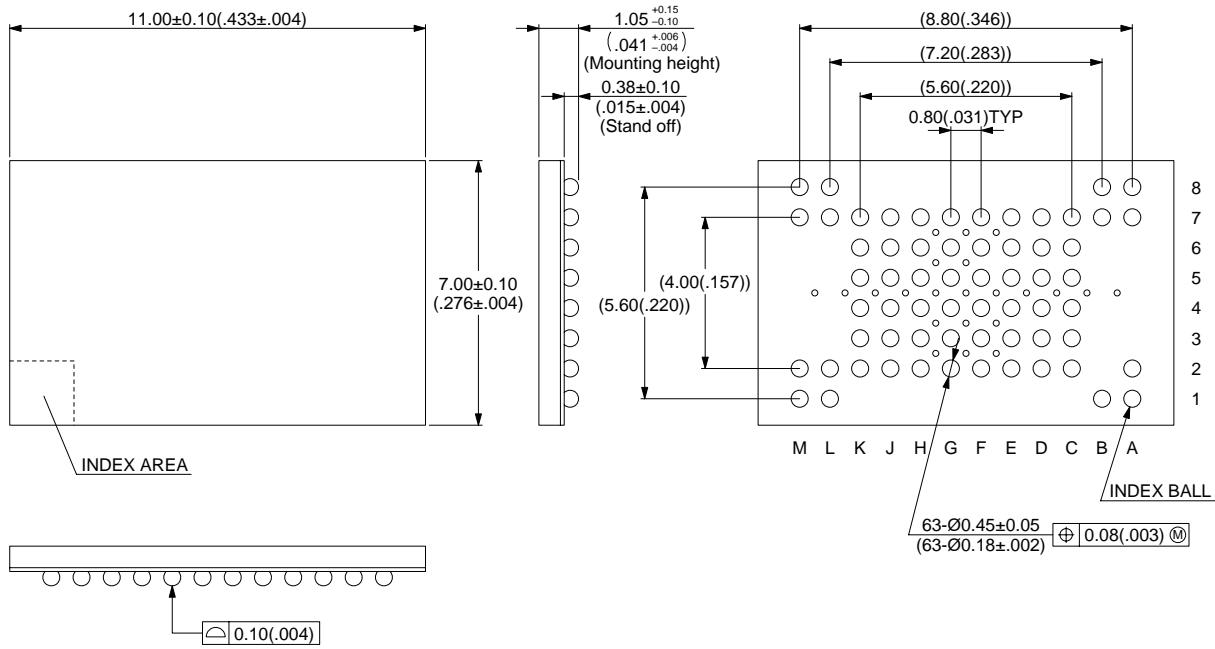 11.00±0.10(.433±.004)
1.05 +0.15 −0.10
(.041 +.006 −.004)
(Mounting height)
0.38±0.10
(.015±.004)
(Stand off)
(8.80(.346))
(7.20(.283))
(5.60(.220))
0.80(.031)TYP
7.00±0.10
(.276±.004)
(5.60(.220))
(4.00(.157))
8
7
6
5
4
3
2
1
M L K J H G F E D C B A
INDEX AREA
INDEX BALL
63-Ø0.45±0.05
(63-Ø0.18±.002)
⌖ 0.08(.003) Ⓜ
⌓ 0.10(.004)